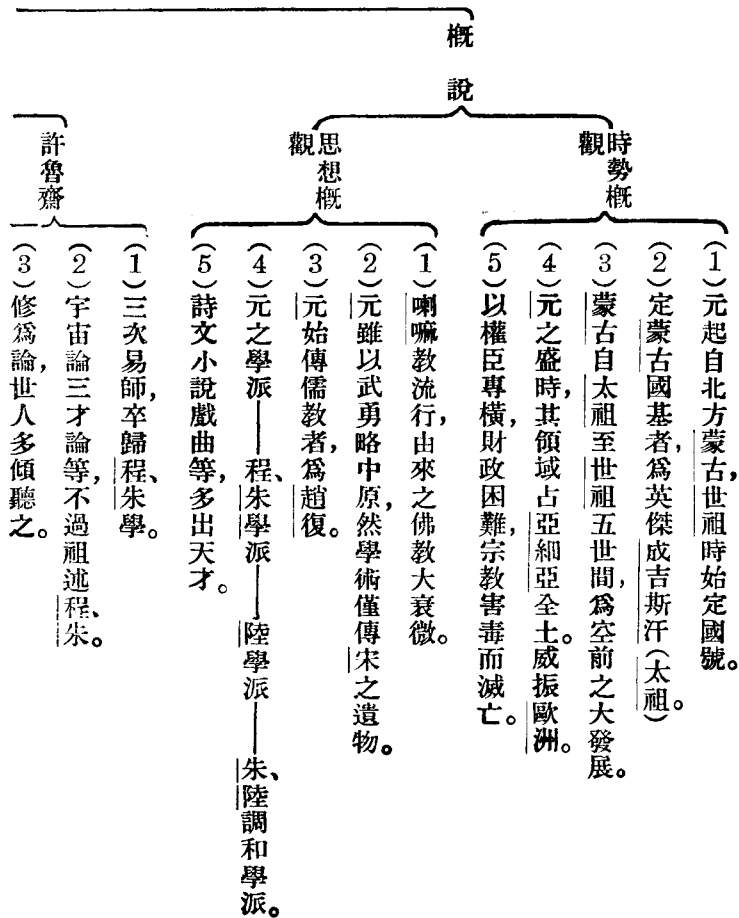 概說
時勢概觀
(1)元起自北方蒙古,世祖時始定國號。
(2)定蒙古國基者,爲英傑成吉斯汗(太祖。)
(3)蒙古自太祖至世祖五世間,爲空前之大發展。
(4)元之盛時,其領域占亞細亞全土。威振歐洲。
(5)以權臣專橫,財政困難,宗教害毒而滅亡。
思想概觀
(1)喇嘛教流行,由來之佛教大衰微。
(2)元雖以武勇略中原,然學術僅傳宋之遺物。
(3)元始傳儒教者,爲趙復。
(4)元之學派——程、朱學派——陸學派——朱、陸調和學派。
(5)詩文小說戲曲等,多出天才。
許魯齋
(1)三次易師,卒歸程、朱學。
(2)宇宙論三才論等,不過祖述程、朱。
(3)修爲論,世人多傾聽之。